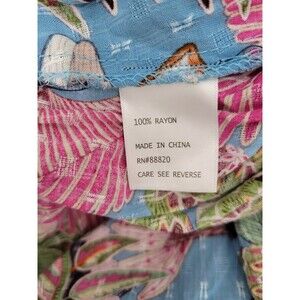 100% RAYON
MADE IN CHINA
RN#88820
CARE SEE REVERSE